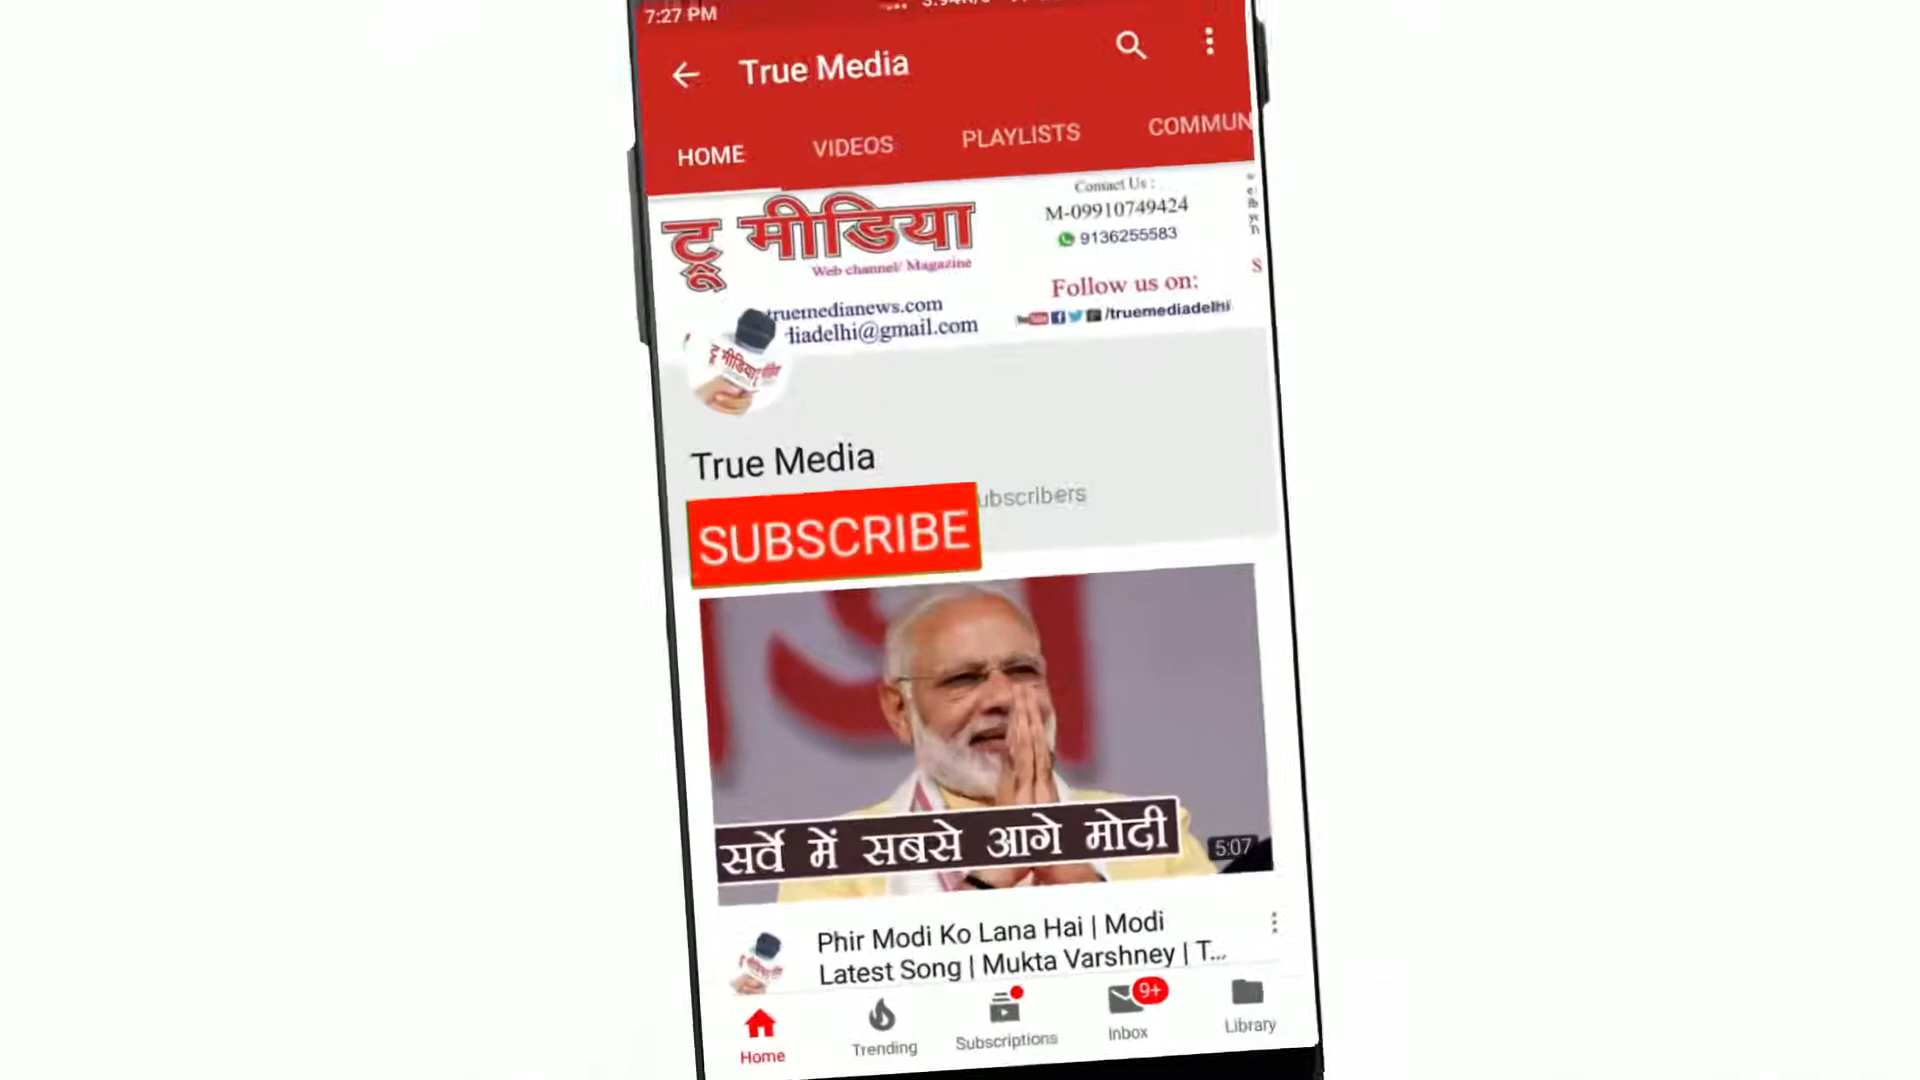 7:27 PM
True Media
HOME VIDEOS PLAYLISTS COMMUN
टू मीडिया
Web channel/ Magazine
Contact Us :
M-09910749424
9136255583
Follow us on:
/truemediadelhi
truemedianews.com
diadelhi@gmail.com
टू मीडिया
True Media
SUBSCRIBE
ubscribers
सर्वे में सबसे आगे मोदी
5:07
Phir Modi Ko Lana Hai | Modi
Latest Song | Mukta Varshney | T...
9+
Home Trending Subscriptions Inbox Library